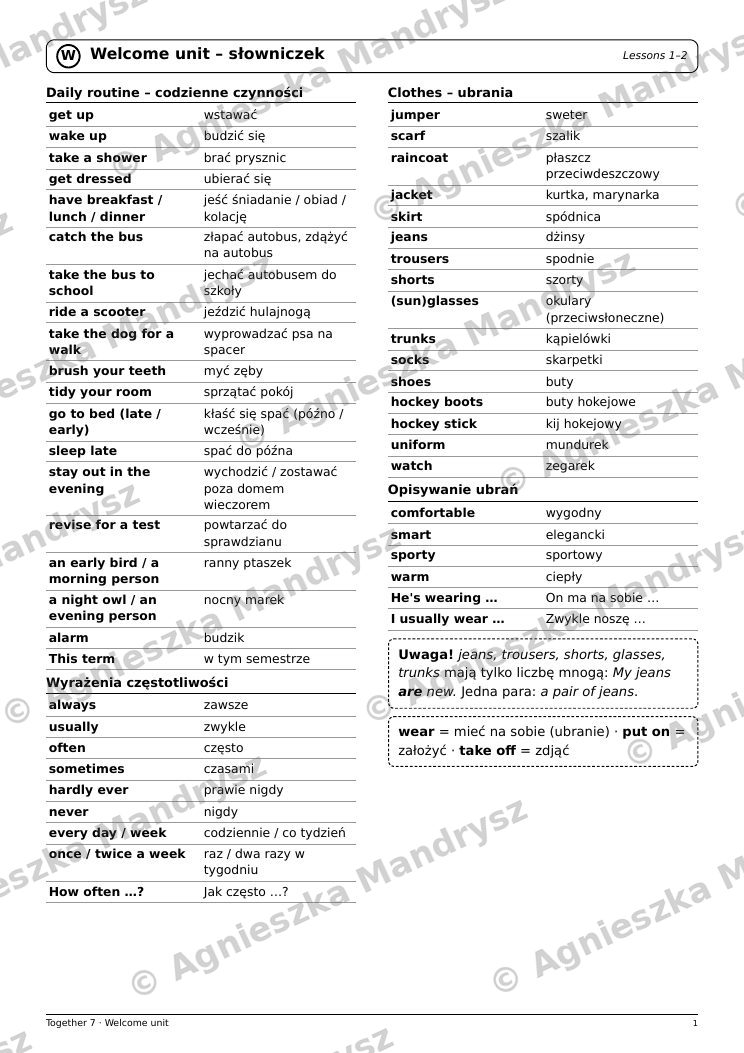 W Welcome unit – słowniczek Lessons 1–2
Daily routine – codzienne czynności
get up wstawać
wake up budzić się
take a shower brać prysznic
get dressed ubierać się
have breakfast / jeść śniadanie / obiad /
lunch / dinner kolację
catch the bus złapać autobus, zdążyć
na autobus
take the bus to jechać autobusem do
school szkoły
ride a scooter jeździć hulajnogą
take the dog for a wyprowadzać psa na
walk spacer
brush your teeth myć zęby
tidy your room sprzątać pokój
go to bed (late / kłaść się spać (późno /
early) wcześnie)
sleep late spać do późna
stay out in the wychodzić / zostawać
evening poza domem
wieczorem
revise for a test powtarzać do
sprawdzianu
an early bird / a ranny ptaszek
morning person
a night owl / an nocny marek
evening person
alarm budzik
This term w tym semestrze
Wyrażenia częstotliwości
always zawsze
usually zwykle
often często
sometimes czasami
hardly ever prawie nigdy
never nigdy
every day / week codziennie / co tydzień
once / twice a week raz / dwa razy w
tygodniu
How often …? Jak często …?
Clothes – ubrania
jumper sweter
scarf szalik
raincoat płaszcz
przeciwdeszczowy
jacket kurtka, marynarka
skirt spódnica
jeans dżinsy
trousers spodnie
shorts szorty
(sun)glasses okulary
(przeciwsłoneczne)
trunks kąpielówki
socks skarpetki
shoes buty
hockey boots buty hokejowe
hockey stick kij hokejowy
uniform mundurek
watch zegarek
Opisywanie ubrań
comfortable wygodny
smart elegancki
sporty sportowy
warm ciepły
He's wearing … On ma na sobie …
I usually wear … Zwykle noszę …
Uwaga! jeans, trousers, shorts, glasses,
trunks mają tylko liczbę mnogą: My jeans
are new. Jedna para: a pair of jeans.
wear = mieć na sobie (ubranie) · put on =
założyć · take off = zdjąć
Together 7 · Welcome unit 1
© Agnieszka Mandrysz